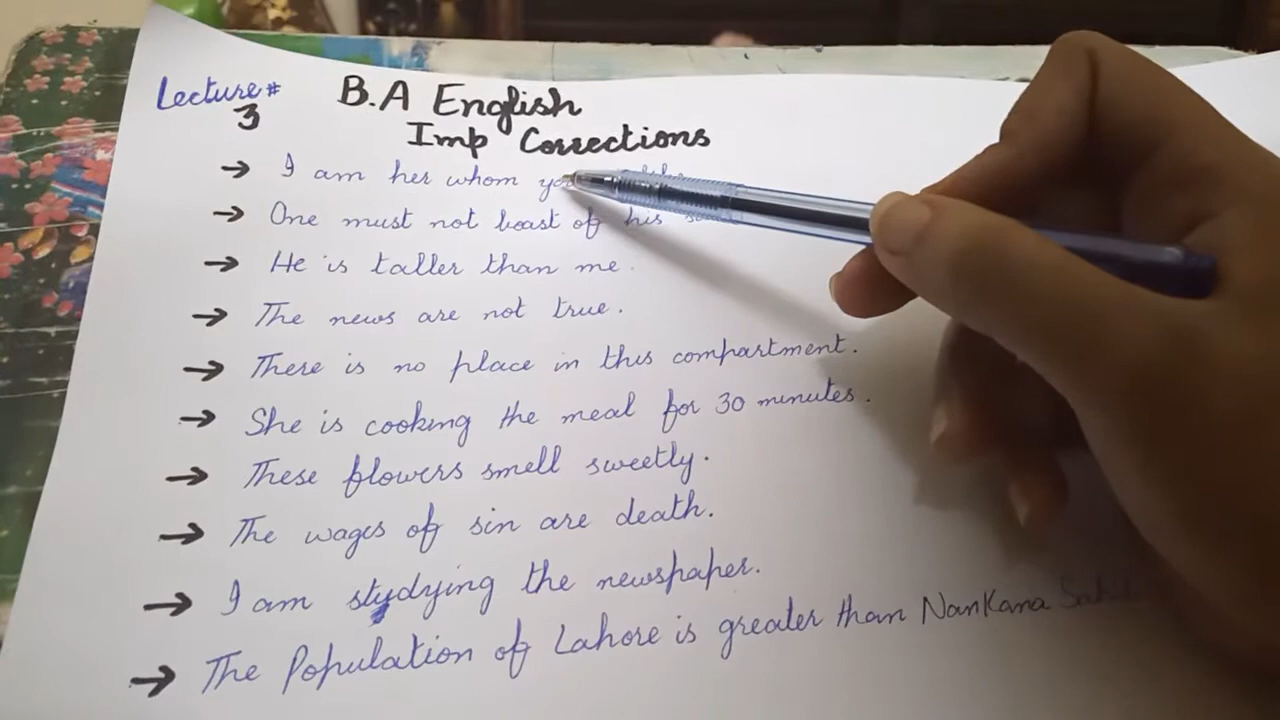 Lecture# B.A English
3 Imp Corrections
→ I am her whom
→ One must not boast of his
→ He is taller than me.
→ The news are not true.
→ There is no place in this compartment.
→ She is cooking the meal for 30 minutes.
→ These flowers smell sweetly.
→ The wages of sin are death.
→ I am studying the newspaper.
→ The Population of Lahore is greater than Nankana